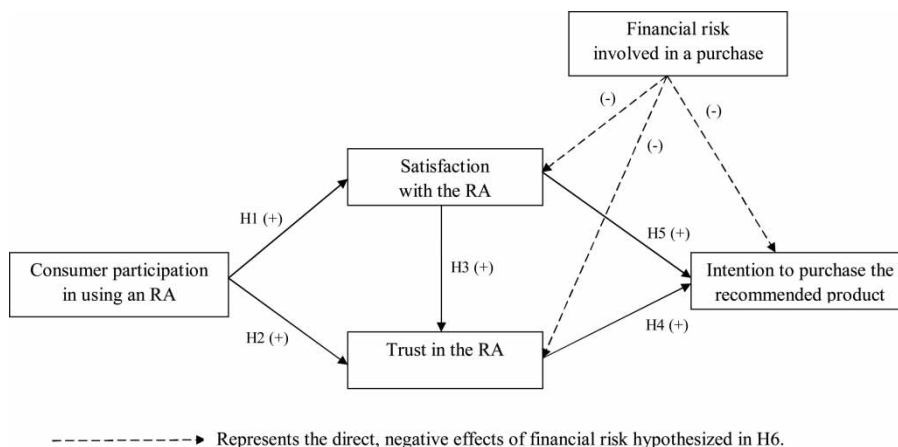 Financial risk
involved in a purchase
(-)
(-)
(-)
Satisfaction
with the RA
H1 (+)
H5 (+)
H3 (+)
Consumer participation
in using an RA
Intention to purchase the
recommended product
H2 (+)
H4 (+)
Trust in the RA
Represents the direct, negative effects of financial risk hypothesized in H6.